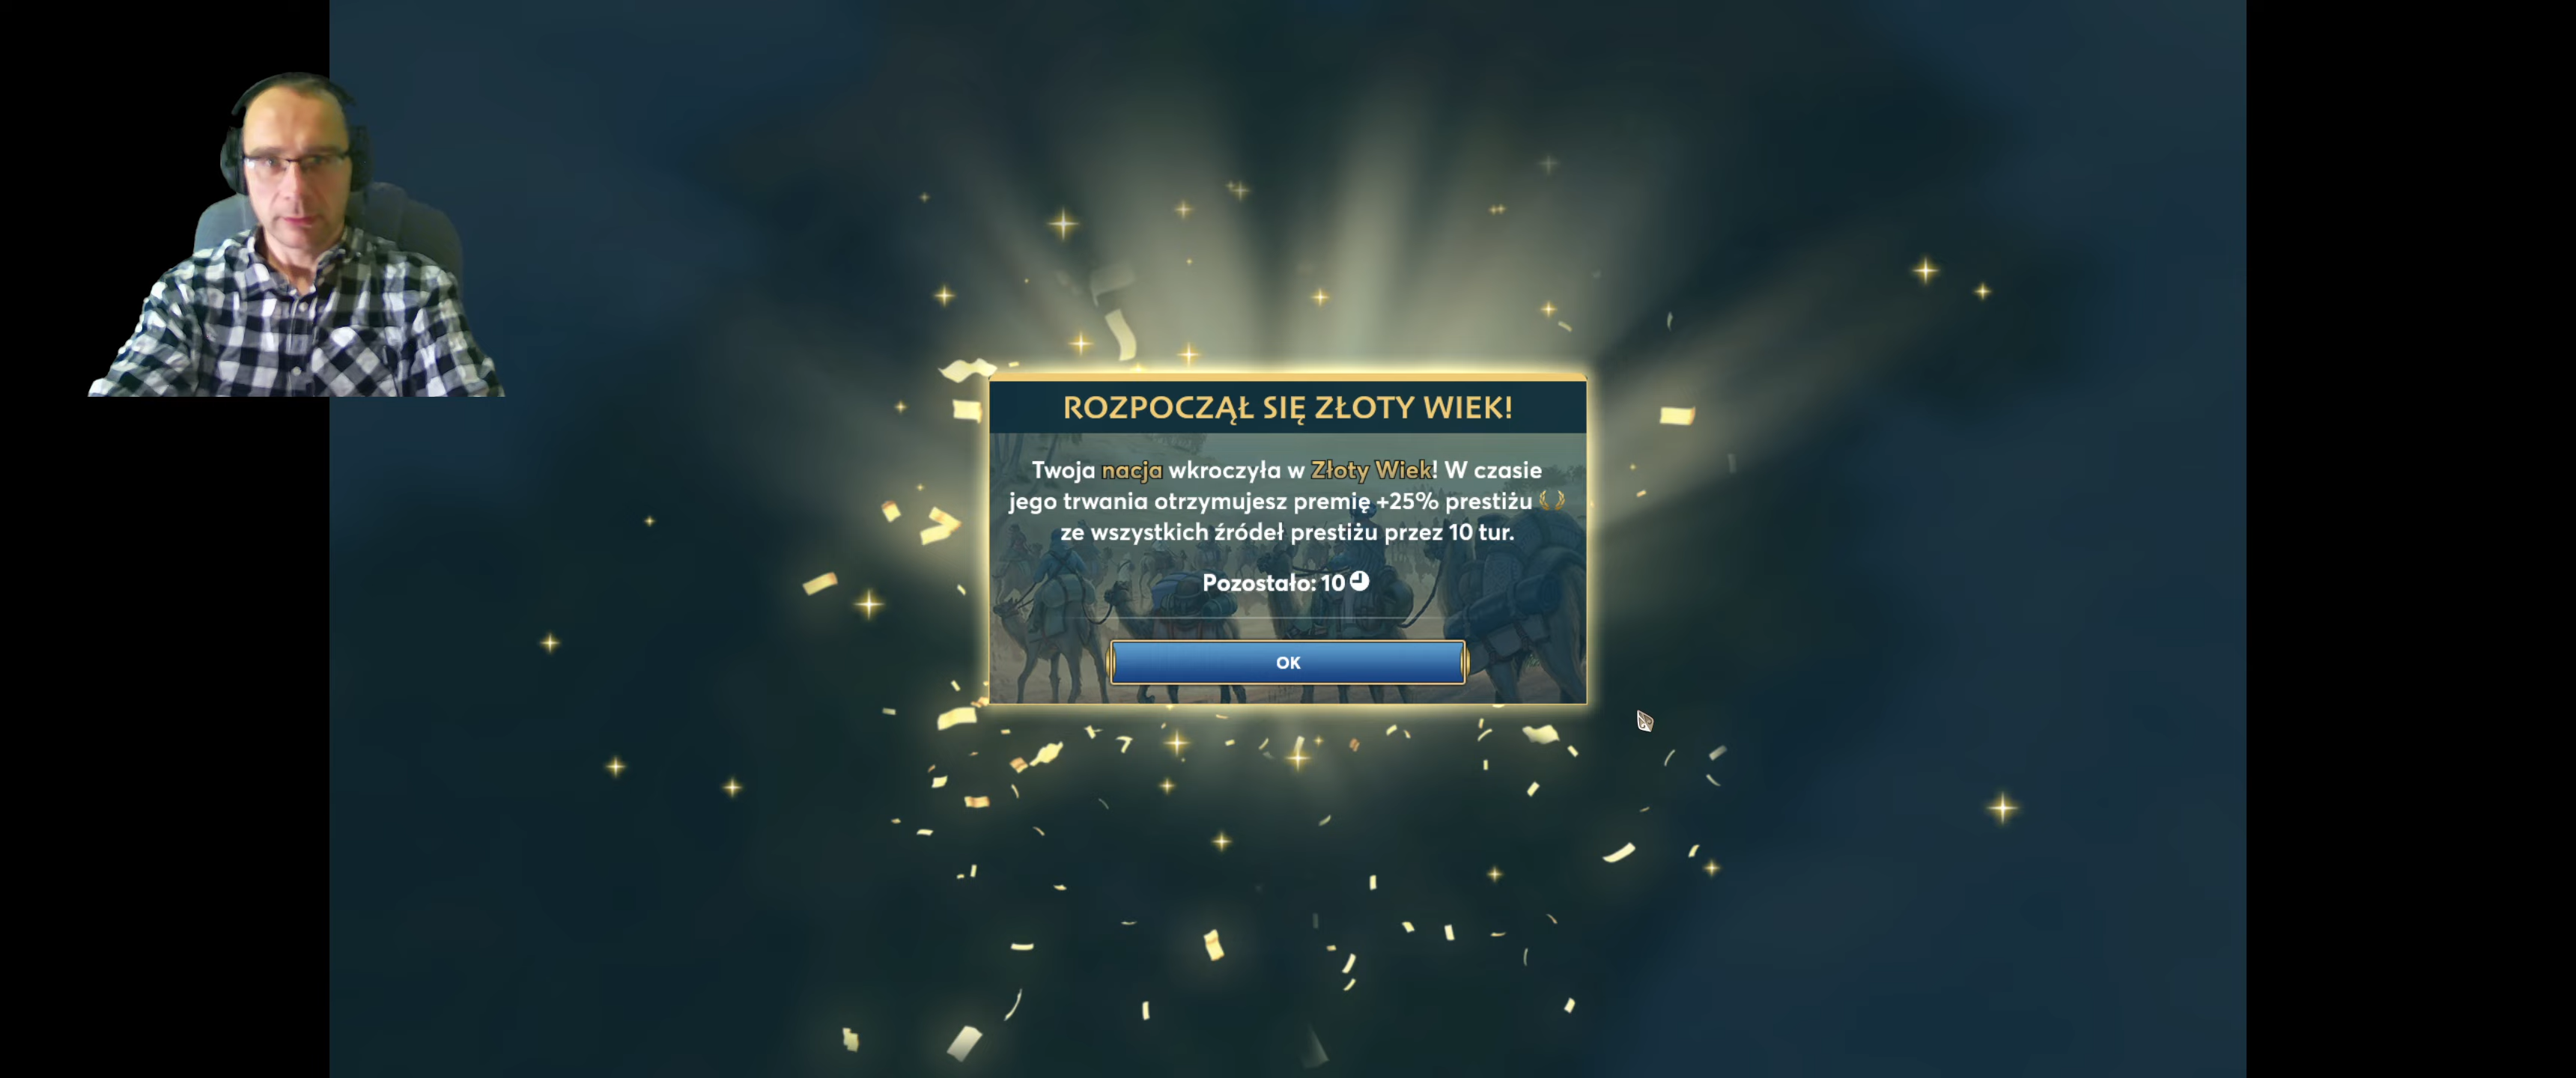 ROZPOCZĄŁ SIĘ ZŁOTY WIEK!
Twoja nacja wkroczyła w Złoty Wiek! W czasie
jego trwania otrzymujesz premię +25% prestiżu
ze wszystkich źródeł prestiżu przez 10 tur.
Pozostało: 10
OK